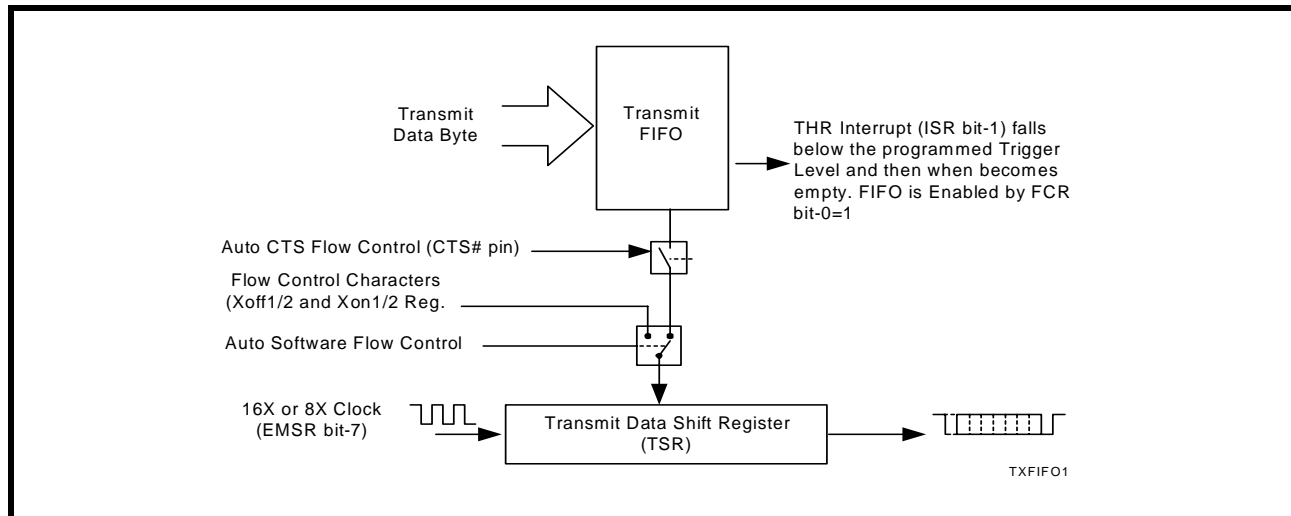 Transmit
Data Byte
Transmit
FIFO
THR Interrupt (ISR bit-1) falls
below the programmed Trigger
Level and then when becomes
empty. FIFO is Enabled by FCR
bit-0=1
Auto CTS Flow Control (CTS# pin)
Flow Control Characters
(Xoff1/2 and Xon1/2 Reg.
Auto Software Flow Control
16X or 8X Clock
(EMSR bit-7)
Transmit Data Shift Register
(TSR)
TXFIFO1